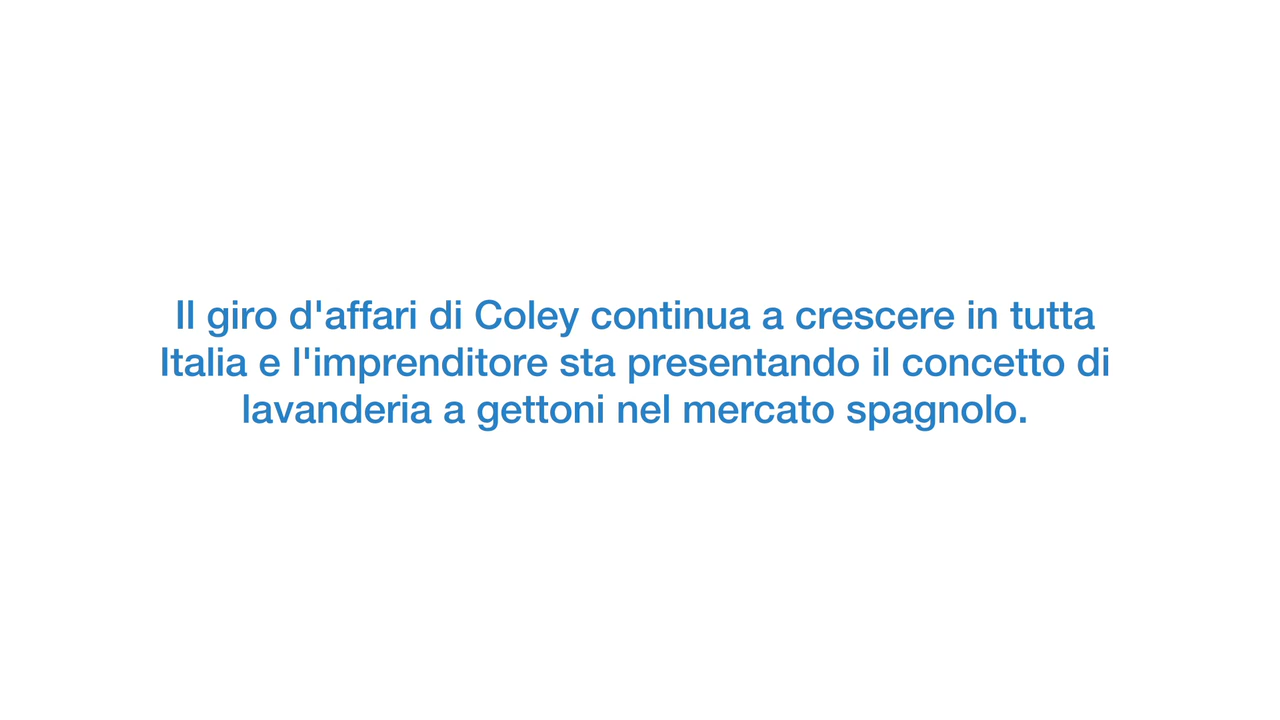 Il giro d'affari di Coley continua a crescere in tutta
Italia e l'imprenditore sta presentando il concetto di
lavanderia a gettoni nel mercato spagnolo.